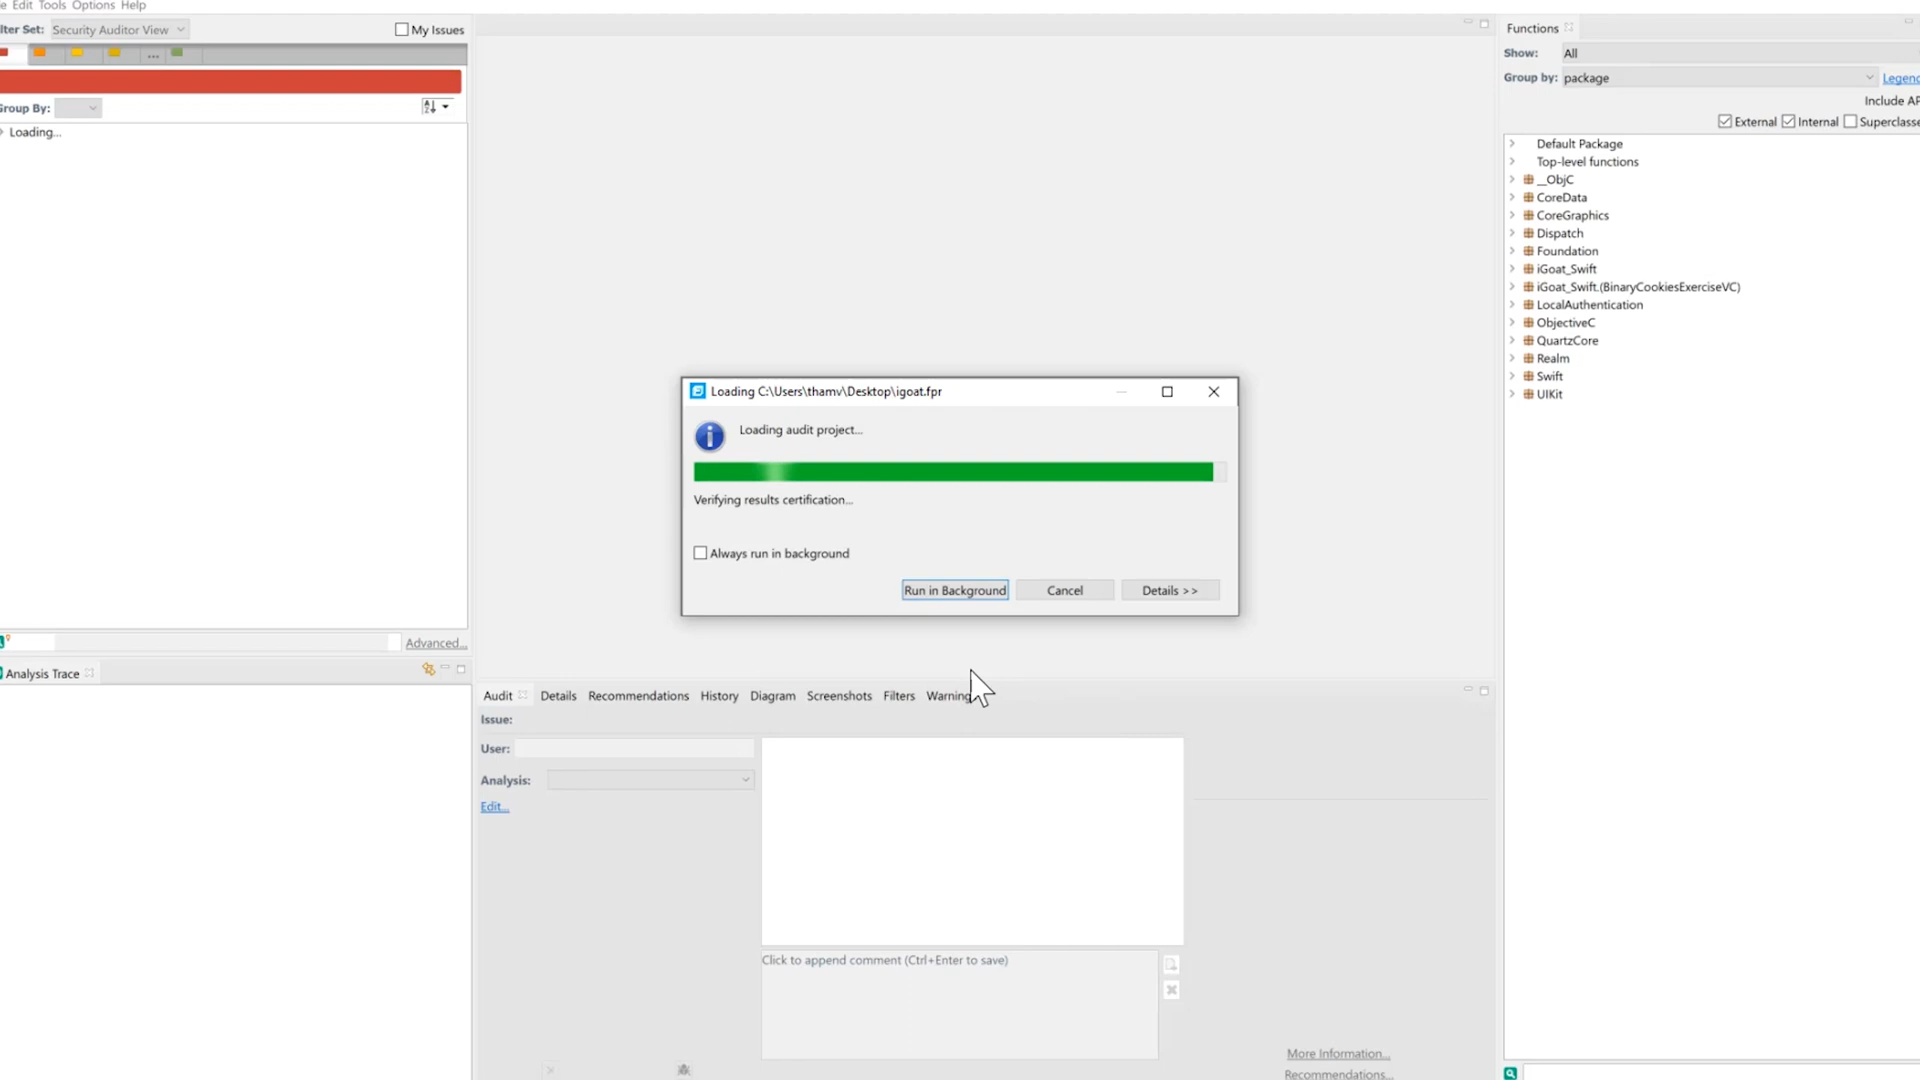 e Edit Tools Options Help
lter Set: Security Auditor View
My Issues
...
Group By:
Loading...
Advanced...
Analysis Trace
Loading C:\Users\thamv\Desktop\igoat.fpr
Loading audit project...
Verifying results certification...
Always run in background
Run in Background
Cancel
Details >>
Audit Details Recommendations History Diagram Screenshots Filters Warning
Issue:
User:
Analysis:
Edit...
Click to append comment (Ctrl+Enter to save)
More Information...
Recommendations...
Functions
Show: All
Group by: package
Legend
Include AP
External Internal Superclasse
Default Package
Top-level functions
__ObjC
CoreData
CoreGraphics
Dispatch
Foundation
iGoat_Swift
iGoat_Swift.(BinaryCookiesExerciseVC)
LocalAuthentication
ObjectiveC
QuartzCore
Realm
Swift
UIKit